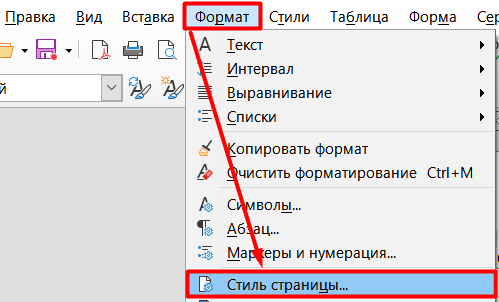 Правка Вид Вставка Формат Стили Таблица Форма Се
й
Текст
Интервал
Выравнивание
Списки
Копировать формат
Очистить форматирование Ctrl+M
Символы...
Абзац...
Маркеры и нумерация...
Стиль страницы...